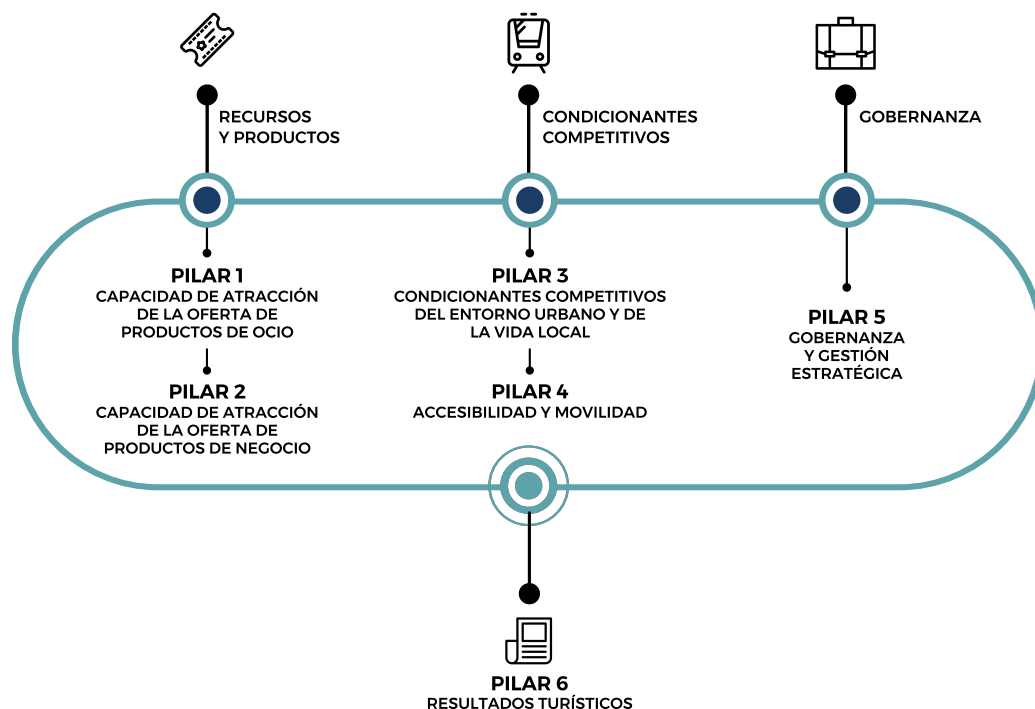 RECURSOS
Y PRODUCTOS
CONDICIONANTES
COMPETITIVOS
GOBERNANZA
PILAR 1
CAPACIDAD DE ATRACCIÓN
DE LA OFERTA DE
PRODUCTOS DE OCIO
PILAR 2
CAPACIDAD DE ATRACCIÓN
DE LA OFERTA DE
PRODUCTOS DE NEGOCIO
PILAR 3
CONDICIONANTES COMPETITIVOS
DEL ENTORNO URBANO Y DE
LA VIDA LOCAL
PILAR 4
ACCESIBILIDAD Y MOVILIDAD
PILAR 5
GOBERNANZA
Y GESTIÓN
ESTRATÉGICA
PILAR 6
RESULTADOS TURÍSTICOS